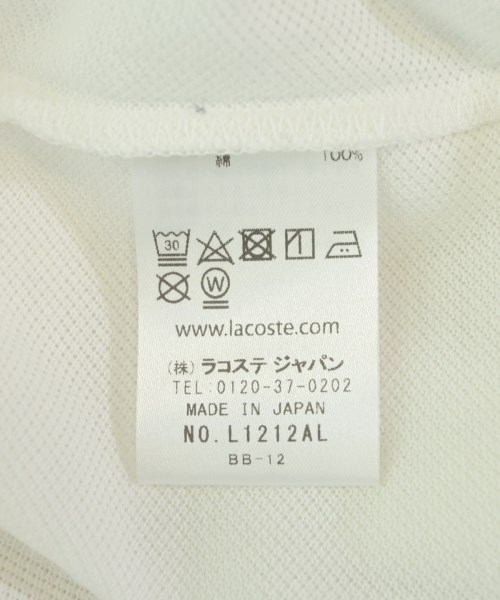 綿 100%
30
W
www.lacoste.com
(株) ラコステ ジャパン
TEL:0120-37-0202
MADE IN JAPAN
NO. L1212AL
BB-12